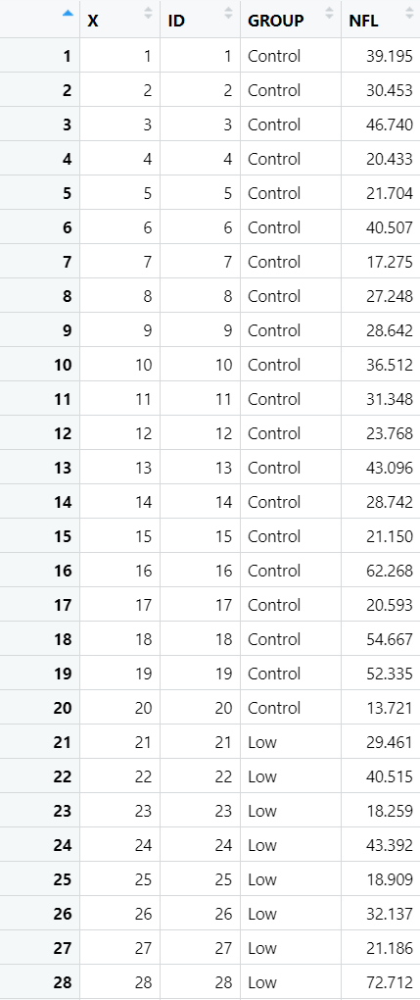 X ID GROUP NFL
1 1 1 Control 39.195
2 2 2 Control 30.453
3 3 3 Control 46.740
4 4 4 Control 20.433
5 5 5 Control 21.704
6 6 6 Control 40.507
7 7 7 Control 17.275
8 8 8 Control 27.248
9 9 9 Control 28.642
10 10 10 Control 36.512
11 11 11 Control 31.348
12 12 12 Control 23.768
13 13 13 Control 43.096
14 14 14 Control 28.742
15 15 15 Control 21.150
16 16 16 Control 62.268
17 17 17 Control 20.593
18 18 18 Control 54.667
19 19 19 Control 52.335
20 20 20 Control 13.721
21 21 21 Low 29.461
22 22 22 Low 40.515
23 23 23 Low 18.259
24 24 24 Low 43.392
25 25 25 Low 18.909
26 26 26 Low 32.137
27 27 27 Low 21.186
28 28 28 Low 72.712